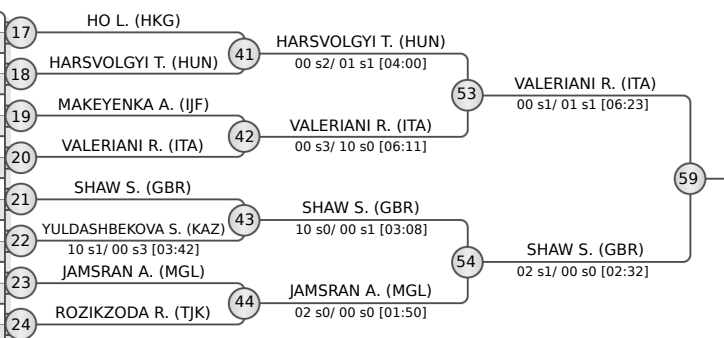 17
HO L. (HKG)
18
HARSVOLGYI T. (HUN)
41
HARSVOLGYI T. (HUN)
00 s2/ 01 s1 [04:00]
19
MAKEYENKA A. (IJF)
20
VALERIANI R. (ITA)
42
VALERIANI R. (ITA)
00 s3/ 10 s0 [06:11]
53
VALERIANI R. (ITA)
00 s1/ 01 s1 [06:23]
21
SHAW S. (GBR)
22
YULDASHBEKOVA S. (KAZ)
10 s1/ 00 s3 [03:42]
43
SHAW S. (GBR)
10 s0/ 00 s1 [03:08]
23
JAMSRAN A. (MGL)
24
ROZIKZODA R. (TJK)
44
JAMSRAN A. (MGL)
02 s0/ 00 s0 [01:50]
54
SHAW S. (GBR)
02 s1/ 00 s0 [02:32]
59